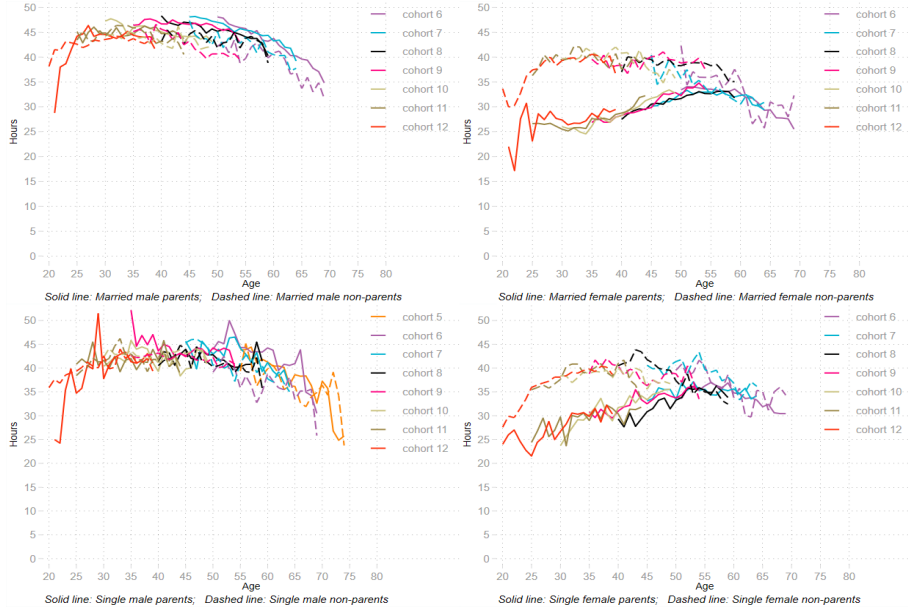 50
45
40
35
30
25
20
15
10
5
0
Hours
20 25 30 35 40 45 50 55 60 65 70 75 80
Age
cohort 6
cohort 7
cohort 8
cohort 9
cohort 10
cohort 11
cohort 12
Solid line: Married male parents; Dashed line: Married male non-parents
50
45
40
35
30
25
20
15
10
5
0
Hours
20 25 30 35 40 45 50 55 60 65 70 75 80
Age
cohort 6
cohort 7
cohort 8
cohort 9
cohort 10
cohort 11
cohort 12
Solid line: Married female parents; Dashed line: Married female non-parents
50
45
40
35
30
25
20
15
10
5
0
Hours
20 25 30 35 40 45 50 55 60 65 70 75 80
Age
cohort 5
cohort 6
cohort 7
cohort
cohort 9
cohort 10
cohort 11
cohort 12
Solid line: Single male parents; Dashed line: Single male non-parents
50
45
40
35
30
25
20
15
10
5
0
Hours
20 25 30 35 40 45 50 55 60 65 70 75 80
Age
cohort 6
cohort 7
cohort 8
cohort 9
cohort 10
cohort 11
cohort 12
Solid line: Single female parents; Dashed line: Single female non-parents